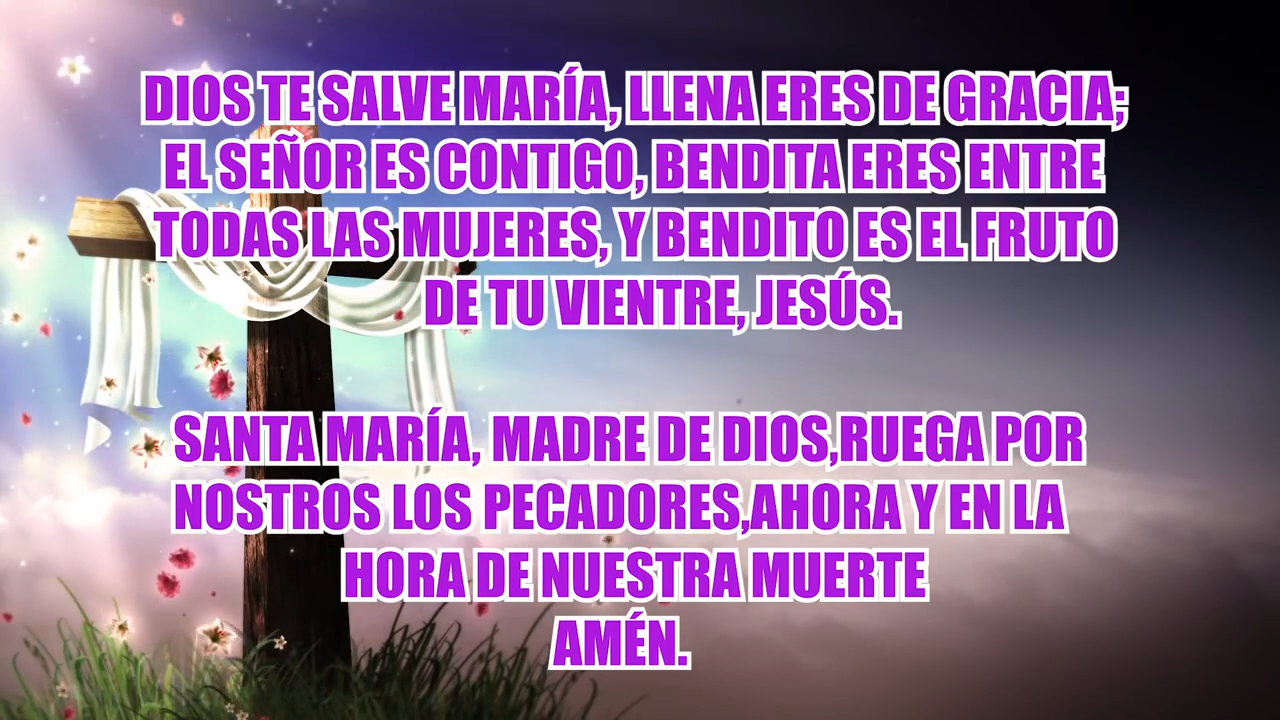 DIOS TE SALVE MARÍA, LLENA ERES DE GRACIA;
EL SEÑOR ES CONTIGO, BENDITA ERES ENTRE
TODAS LAS MUJERES, Y BENDITO ES EL FRUTO
DE TU VIENTRE, JESÚS.
SANTA MARÍA, MADRE DE DIOS,RUEGA POR
NOSTROS LOS PECADORES,AHORA Y EN LA
HORA DE NUESTRA MUERTE
AMÉN.